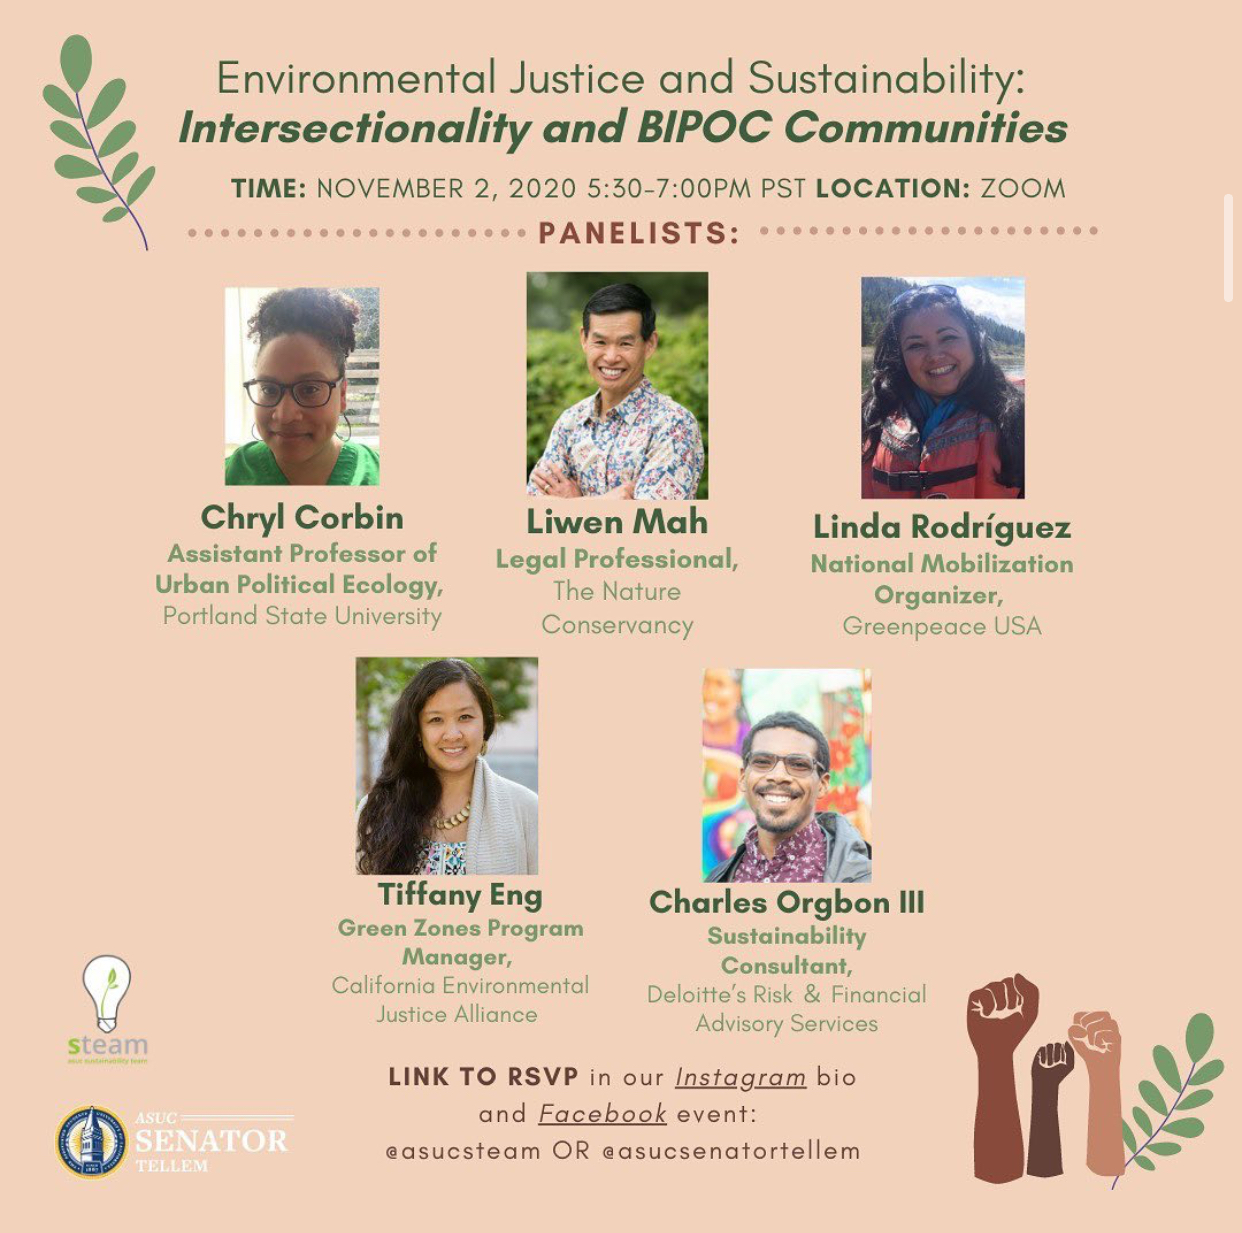 Environmental Justice and Sustainability:
Intersectionality and BIPOC Communities
TIME: NOVEMBER 2, 2020 5:30-7:00PM PST LOCATION: ZOOM
PANELISTS:
Chryl Corbin
Assistant Professor of
Urban Political Ecology,
Portland State University
Liwen Mah
Legal Professional,
The Nature
Conservancy
Linda Rodríguez
National Mobilization
Organizer,
Greenpeace USA
Tiffany Eng
Green Zones Program
Manager,
California Environmental
Justice Alliance
Charles Orgbon III
Sustainability
Consultant,
Deloitte's Risk & Financial
Advisory Services
steam
asuc sustainability team
LINK TO RSVP in our Instagram bio
and Facebook event:
@asucsteam OR @asucsenatortellem
ASUC
SENATOR
TELLEM